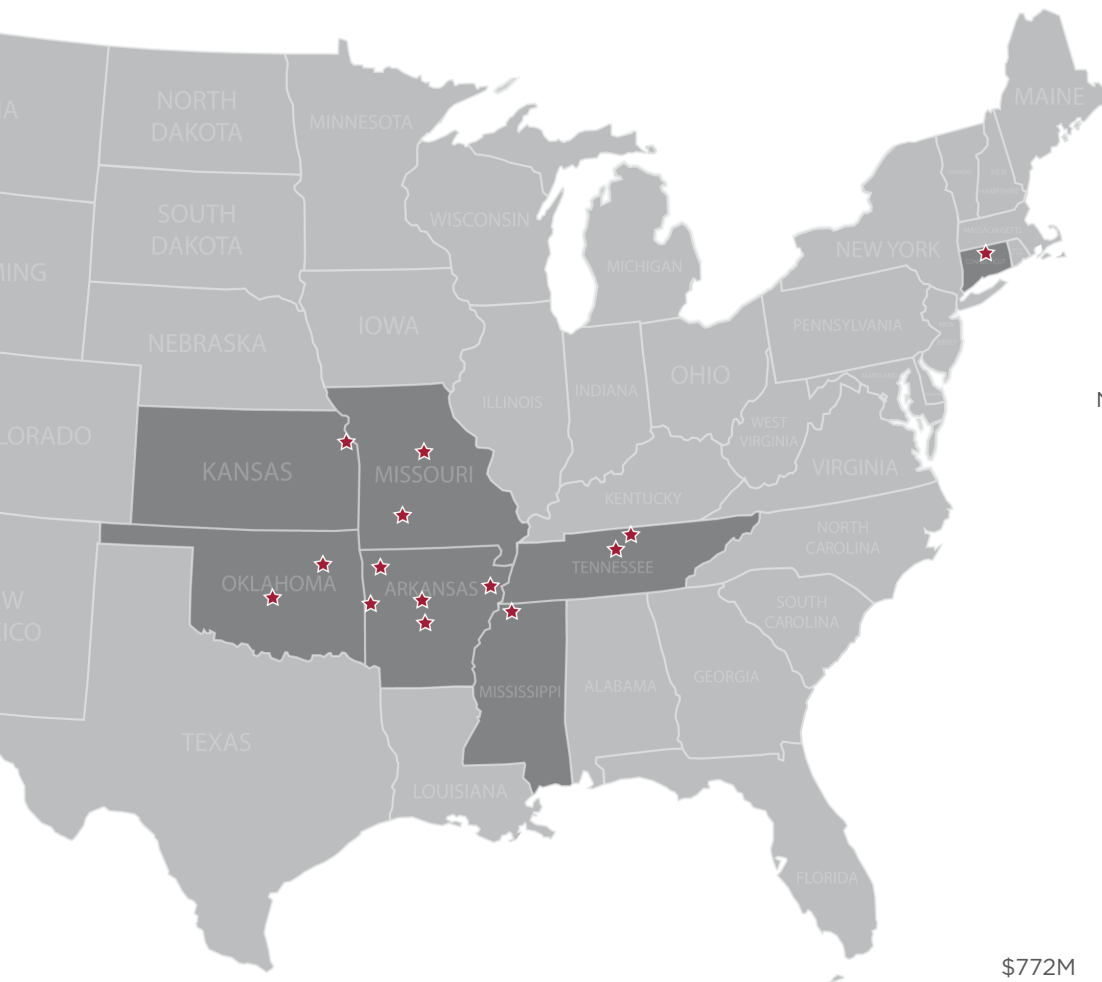 A
NORTH
DAKOTA
MINNESOTA
MAINE
SOUTH
DAKOTA
WISCONSIN
MICHIGAN
NEW YORK
MASSACHUSETTS
MING
NEBRASKA
IOWA
PENNSYLVANIA
ILLINOIS
INDIANA
OHIO
LORADO
KANSAS
MISSOURI
WEST
VIRGINIA
VIRGINIA
N
KENTUCKY
NORTH
CAROLINA
OKLAHOMA
ARKANSAS
TENNESSEE
W
ICO
SOUTH
CAROLINA
MISSISSIPPI
ALABAMA
GEORGIA
TEXAS
LOUISIANA
FLORIDA
$772M